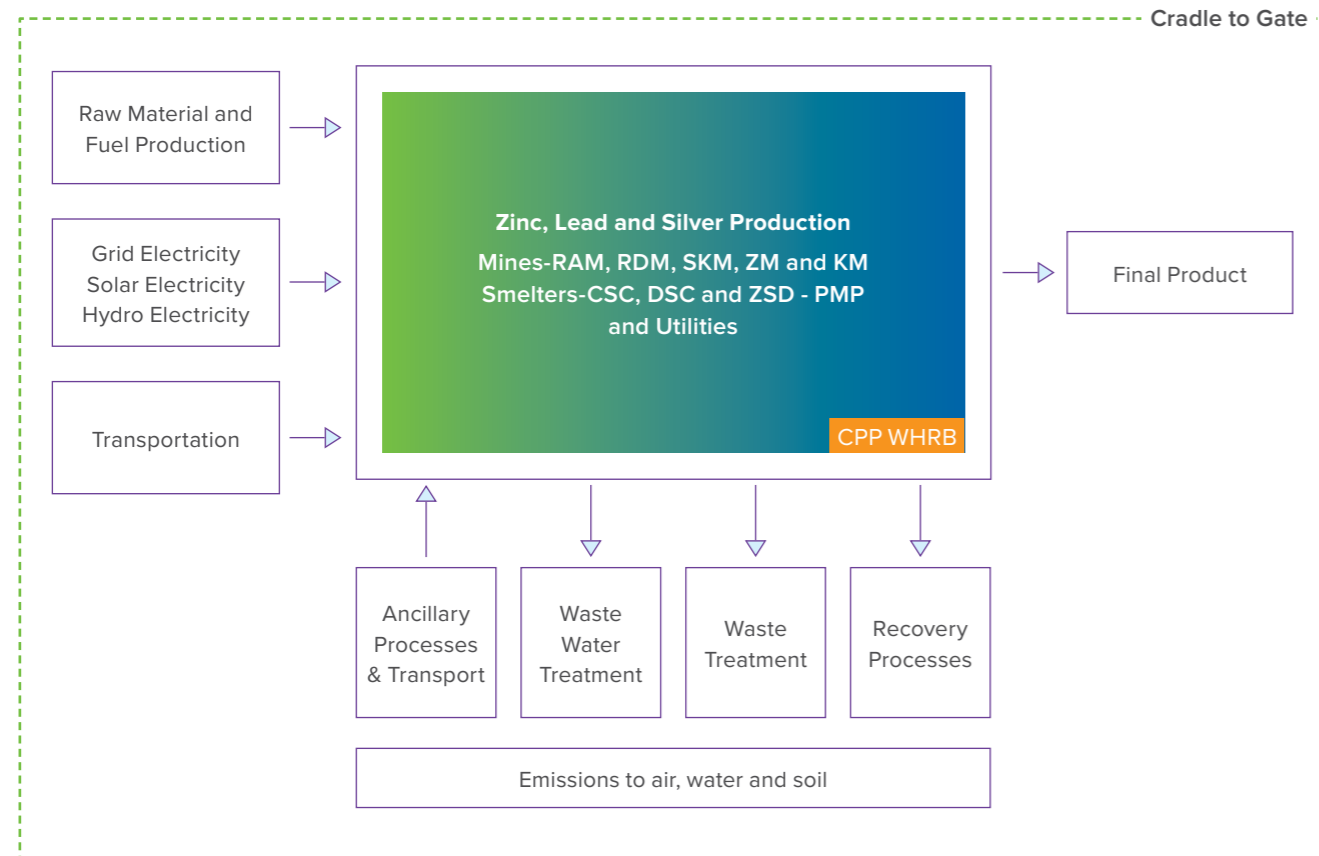 Cradle to Gate
Raw Material and
Fuel Production
Grid Electricity
Solar Electricity
Hydro Electricity
Transportation
Zinc, Lead and Silver Production
Mines-RAM, RDM, SKM, ZM and KM
Smelters-CSC, DSC and ZSD - PMP
and Utilities
CPP WHRB
Final Product
Ancillary
Processes
& Transport
Waste
Water
Treatment
Waste
Treatment
Recovery
Processes
Emissions to air, water and soil